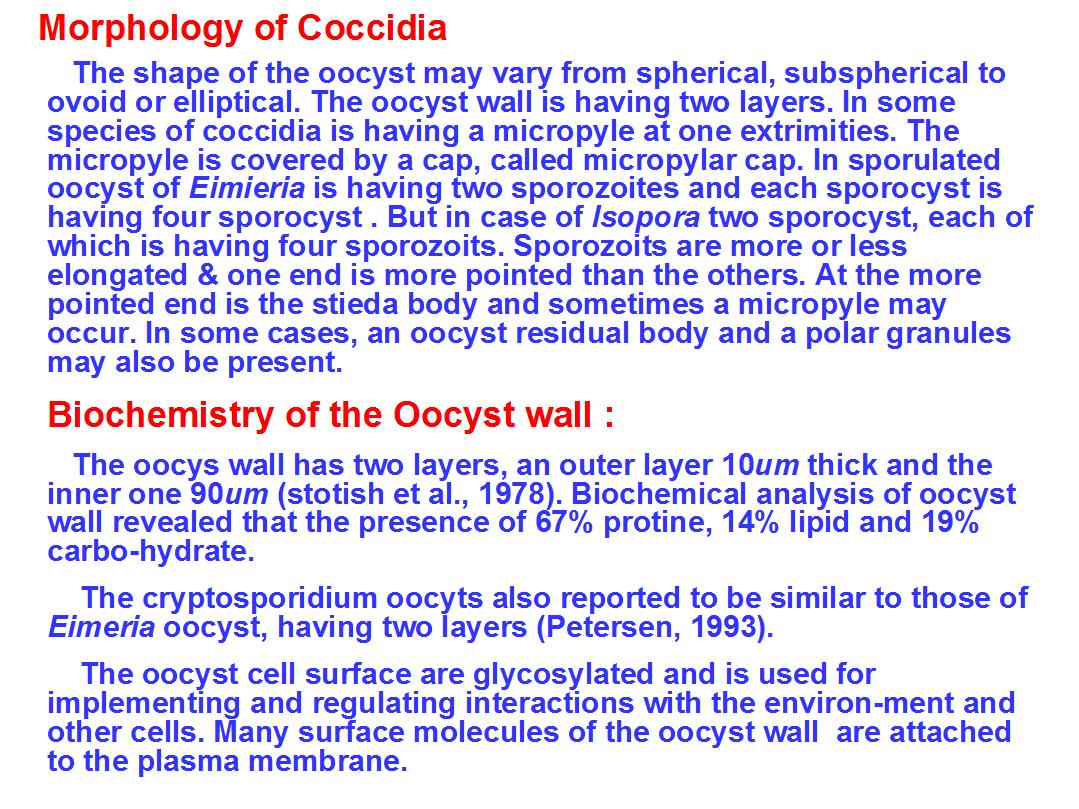 Morphology of Coccidia
The shape of the oocyst may vary from spherical, subspherical to
ovoid or elliptical. The oocyst wall is having two layers. In some
species of coccidia is having a micropyle at one extrimities. The
micropyle is covered by a cap, called micropylar cap. In sporulated
oocyst of Eimieria is having two sporozoites and each sporocyst is
having four sporocyst . But in case of Isopora two sporocyst, each of
which is having four sporozoits. Sporozoits are more or less
elongated & one end is more pointed than the others. At the more
pointed end is the stieda body and sometimes a micropyle may
occur. In some cases, an oocyst residual body and a polar granules
may also be present.
Biochemistry of the Oocyst wall :
The oocys wall has two layers, an outer layer 10um thick and the
inner one 90um (stotish et al., 1978). Biochemical analysis of oocyst
wall revealed that the presence of 67% protine, 14% lipid and 19%
carbo-hydrate.
The cryptosporidium oocyts also reported to be similar to those of
Eimeria oocyst, having two layers (Petersen, 1993).
The oocyst cell surface are glycosylated and is used for
implementing and regulating interactions with the environ-ment and
other cells. Many surface molecules of the oocyst wall  are attached
to the plasma membrane.